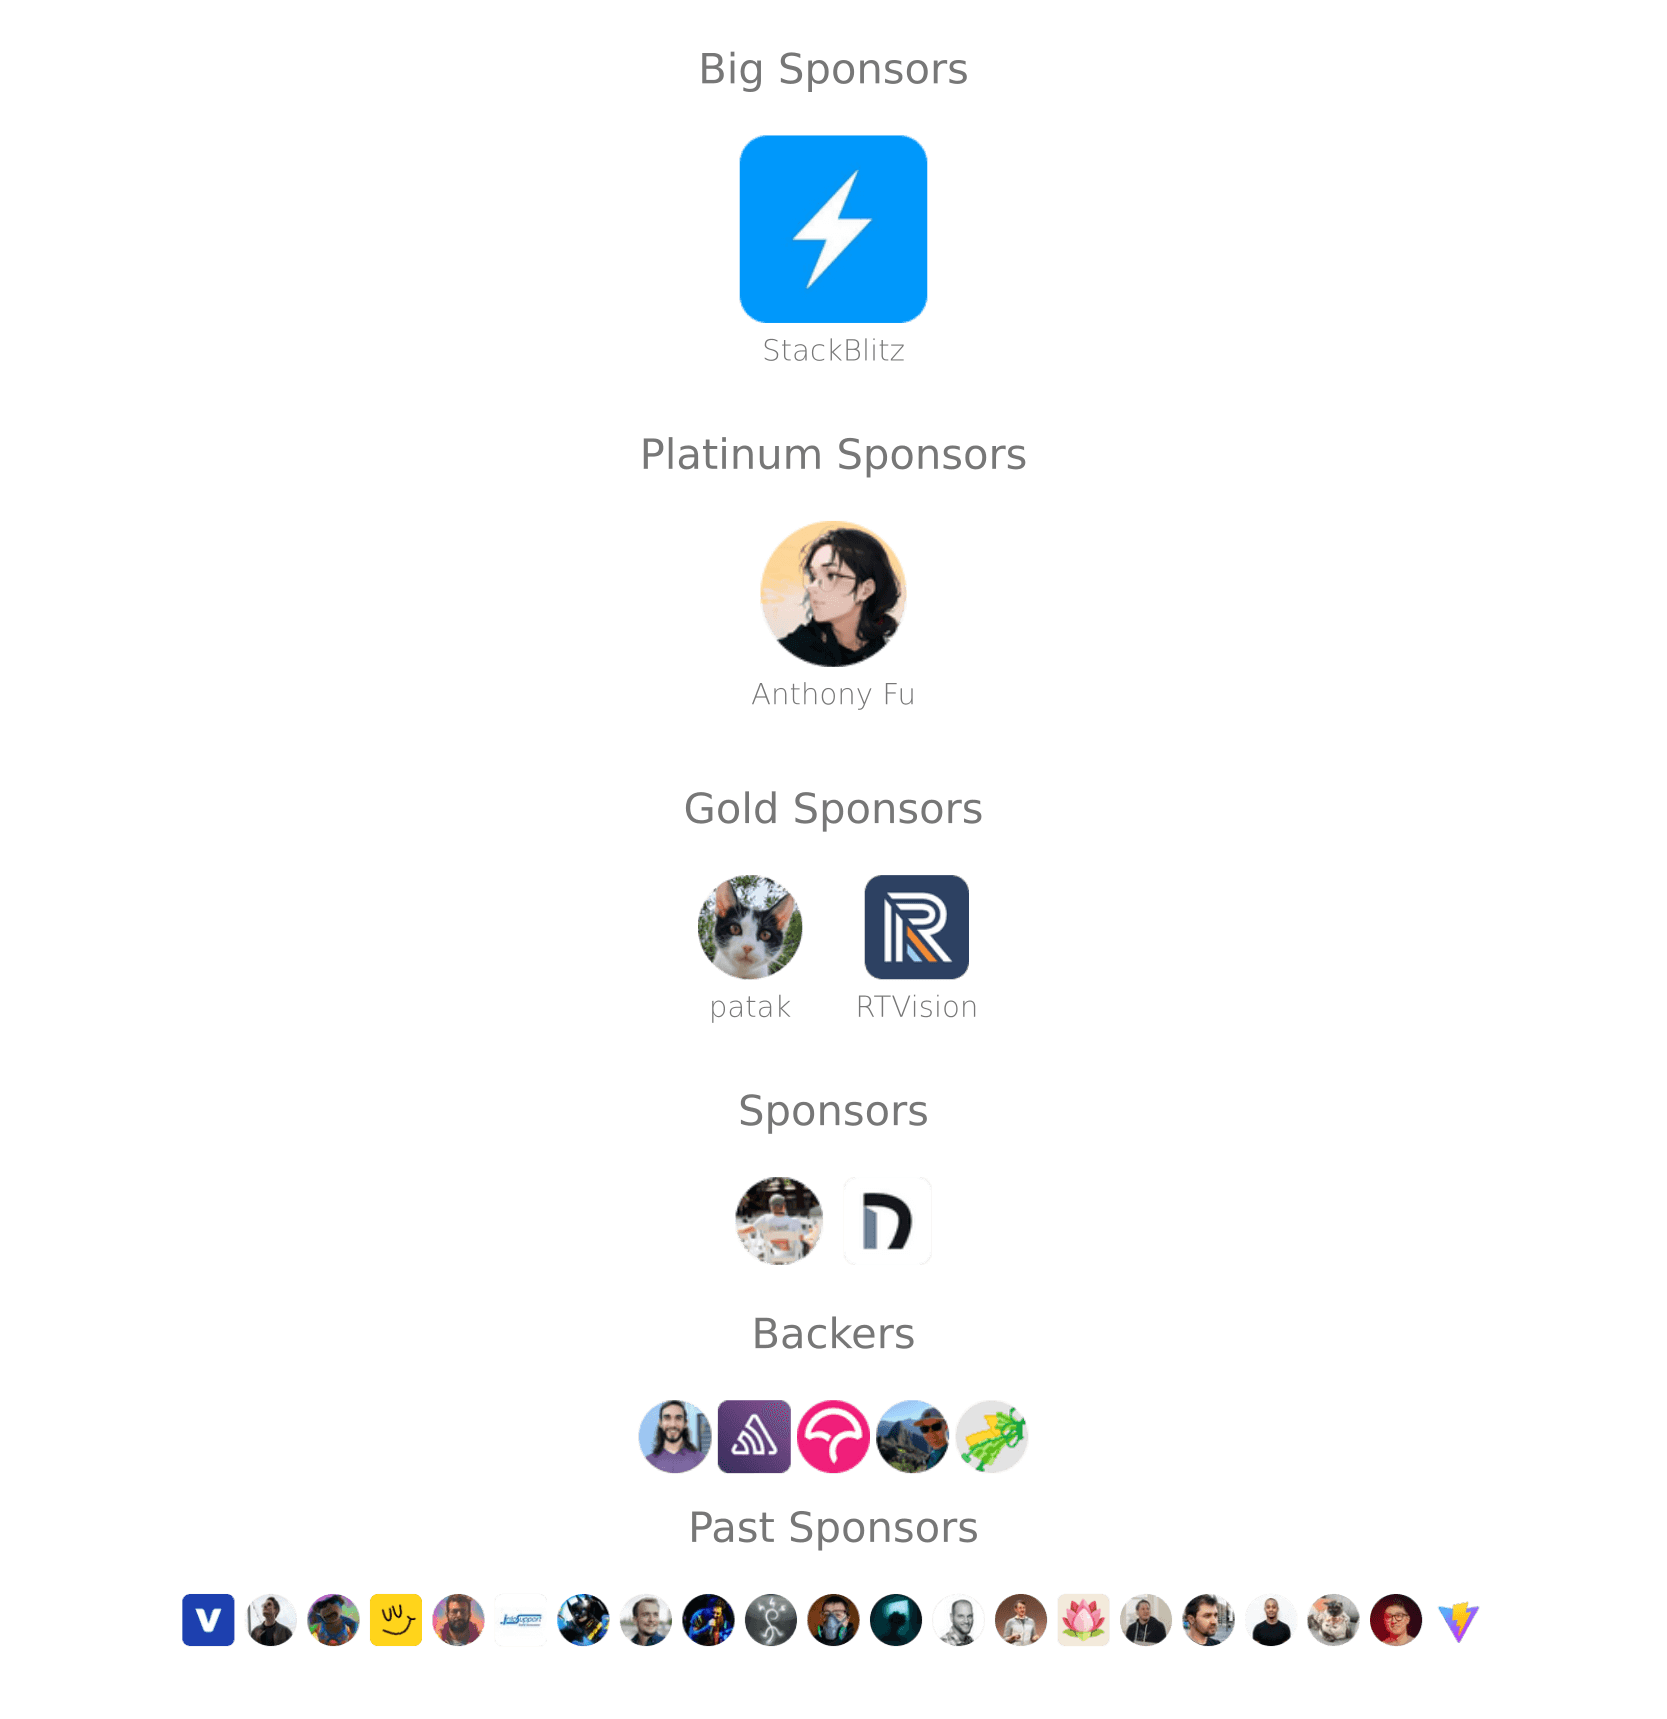 Big Sponsors
StackBlitz
Platinum Sponsors
Anthony Fu
Gold Sponsors
patak
RTVision
Sponsors
Backers
Past Sponsors
V